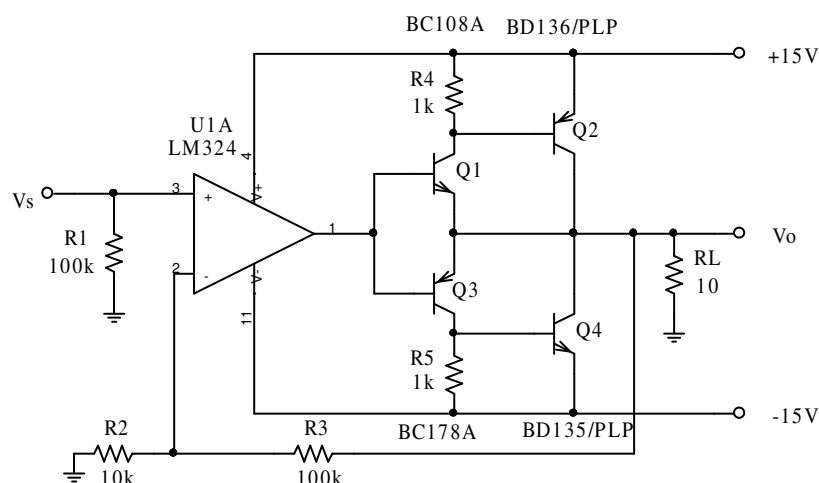 BC108A
BD136/PLP
+15V
R4
1k
U1A
LM324
4
V+
Q2
Q1
Vs
3
+
1
Vo
R1
100k
2
-
V-
11
RL
10
Q3
Q4
R5
1k
BC178A
BD135/PLP
-15V
R2
10k
R3
100k